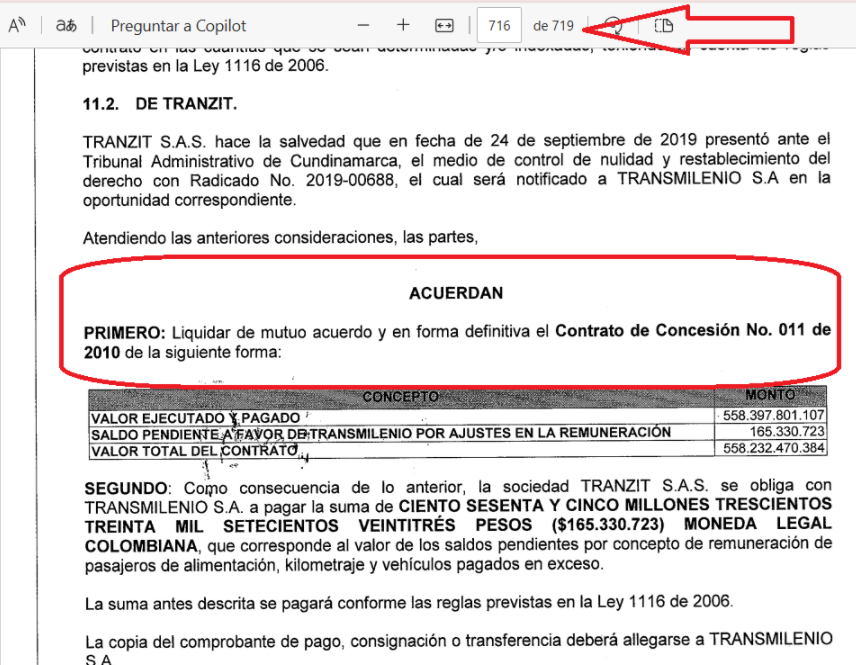 Preguntar a Copilot
716 de 719
previstas en la Ley 1116 de 2006.
11.2. DE TRANZIT.
TRANZIT S.A.S. hace la salvedad que en fecha de 24 de septiembre de 2019 presentó ante el
Tribunal Administrativo de Cundinamarca, el medio de control de nulidad y restablecimiento del
derecho con Radicado No. 2019-00688, el cual será notificado a TRANSMILENIO S.A en la
oportunidad correspondiente.
Atendiendo las anteriores consideraciones, las partes,
ACUERDAN
PRIMERO: Liquidar de mutuo acuerdo y en forma definitiva el Contrato de Concesión No. 011 de
2010 de la siguiente forma:
CONCEPTO MONTO
VALOR EJECUTADO Y PAGADO 558.397.801.107
SALDO PENDIENTE A FAVOR DE TRANSMILENIO POR AJUSTES EN LA REMUNERACIÓN 165.330.723
VALOR TOTAL DEL CONTRATO 558.232.470.384
SEGUNDO: Como consecuencia de lo anterior, la sociedad TRANZIT S.A.S. se obliga con
TRANSMILENIO S.A. a pagar la suma de CIENTO SESENTA Y CINCO MILLONES TRESCIENTOS
TREINTA MIL SETECIENTOS VEINTITRÉS PESOS ($165.330.723) MONEDA LEGAL
COLOMBIANA, que corresponde al valor de los saldos pendientes por concepto de remuneración de
pasajeros de alimentación, kilometraje y vehículos pagados en exceso.
La suma antes descrita se pagará conforme las reglas previstas en la Ley 1116 de 2006.
La copia del comprobante de pago, consignación o transferencia deberá allegarse a TRANSMILENIO
S.A.